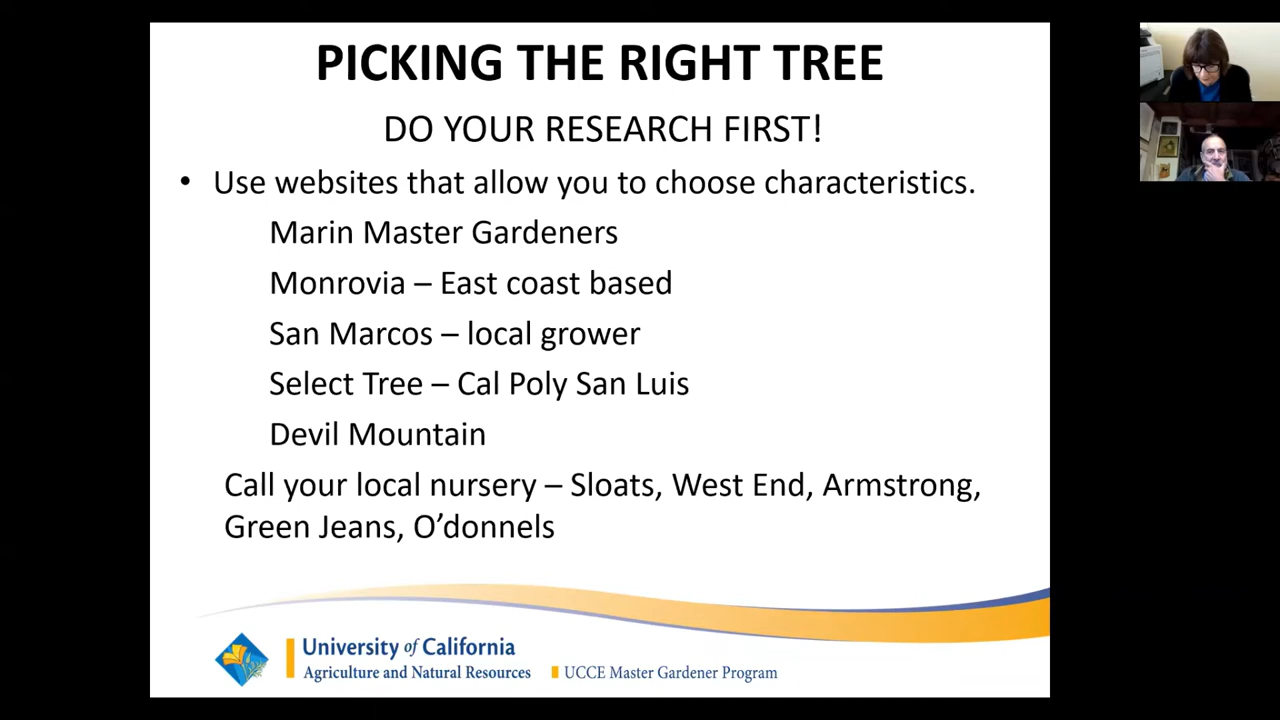 PICKING THE RIGHT TREE
DO YOUR RESEARCH FIRST!
• Use websites that allow you to choose characteristics.
Marin Master Gardeners
Monrovia – East coast based
San Marcos – local grower
Select Tree – Cal Poly San Luis
Devil Mountain
Call your local nursery – Sloats, West End, Armstrong,
Green Jeans, O’donnels
University of California
Agriculture and Natural Resources
UCCE Master Gardener Program